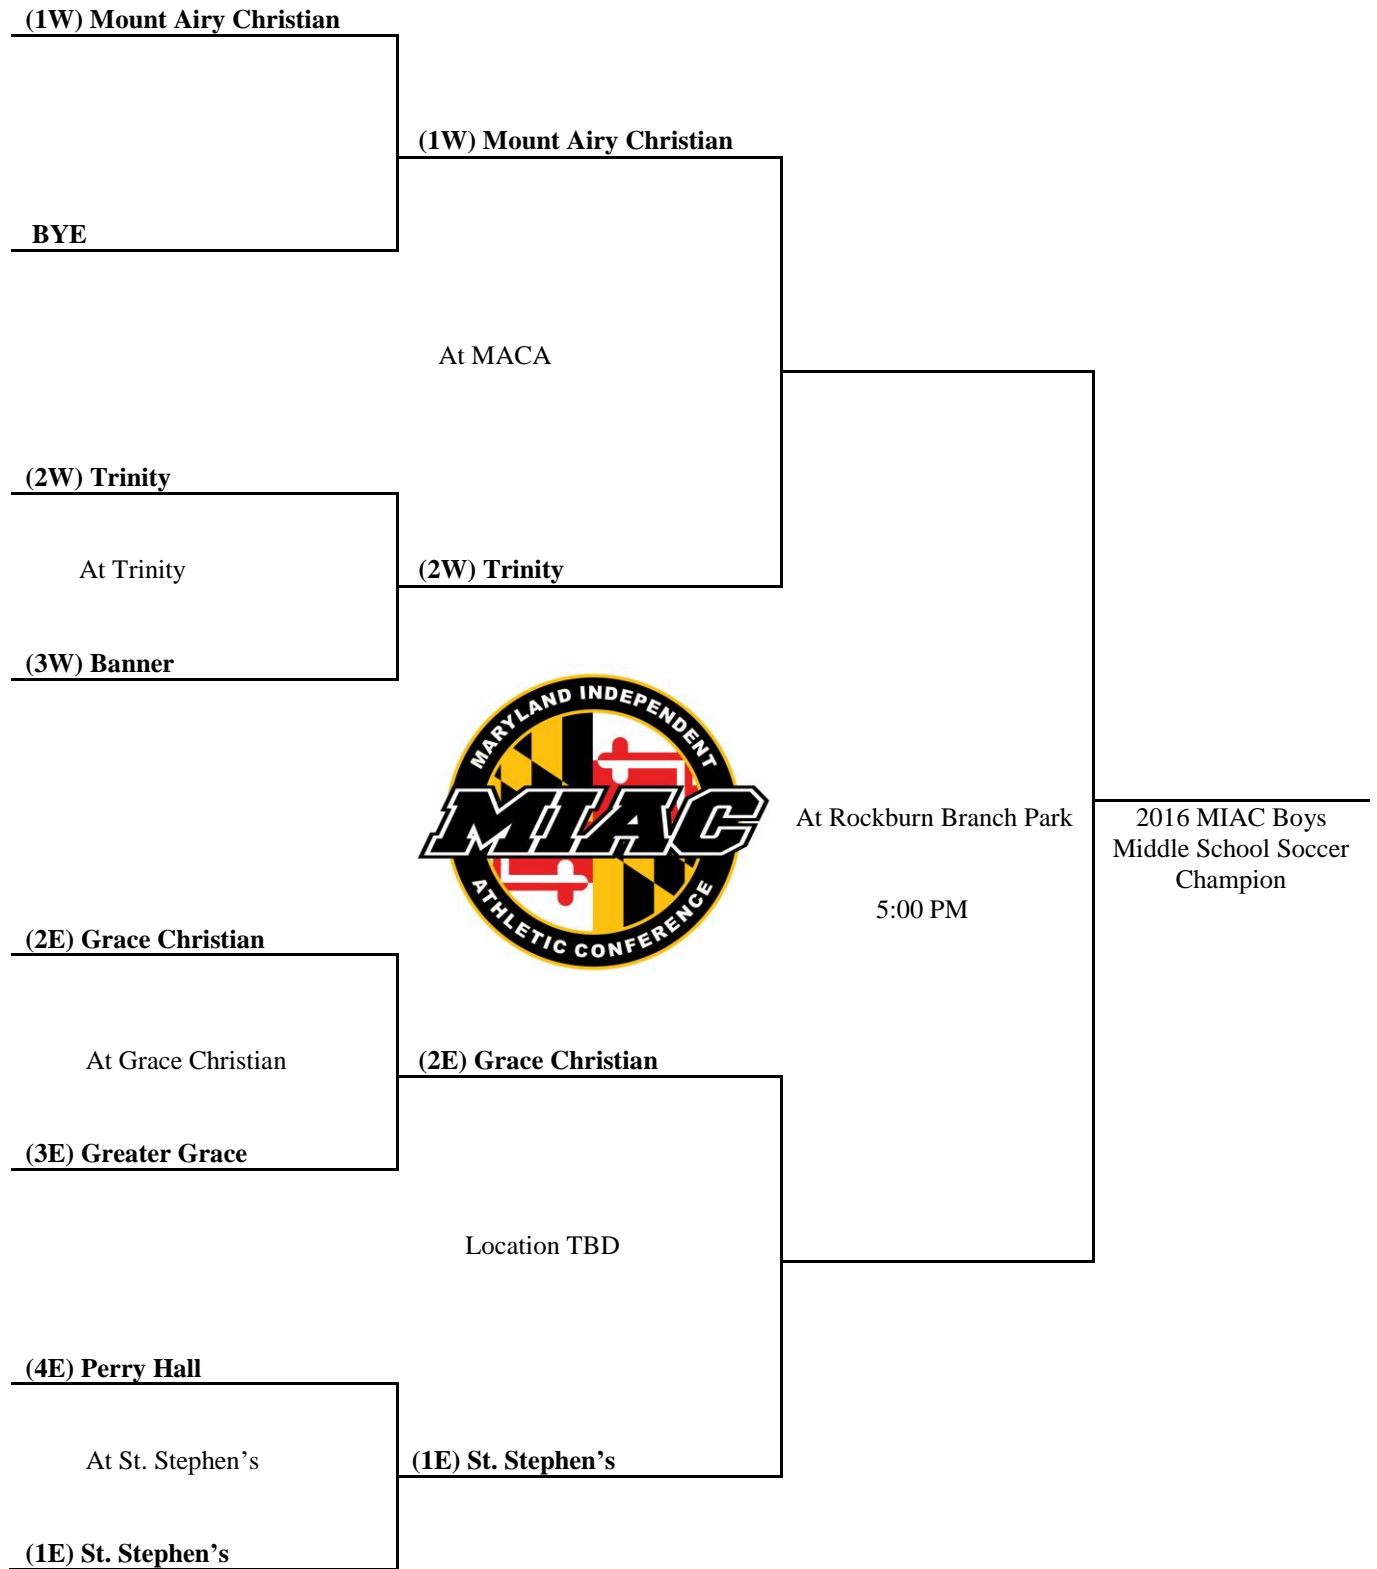 (1W) Mount Airy Christian
(1W) Mount Airy Christian
BYE
At MACA
(2W) Trinity
At Trinity
(2W) Trinity
(3W) Banner
MARYLAND INDEPENDENT
MIAC
ATHLETIC CONFERENCE
At Rockburn Branch Park
5:00 PM
2016 MIAC Boys
Middle School Soccer
Champion
(2E) Grace Christian
At Grace Christian
(2E) Grace Christian
(3E) Greater Grace
Location TBD
(4E) Perry Hall
At St. Stephen’s
(1E) St. Stephen’s
(1E) St. Stephen’s